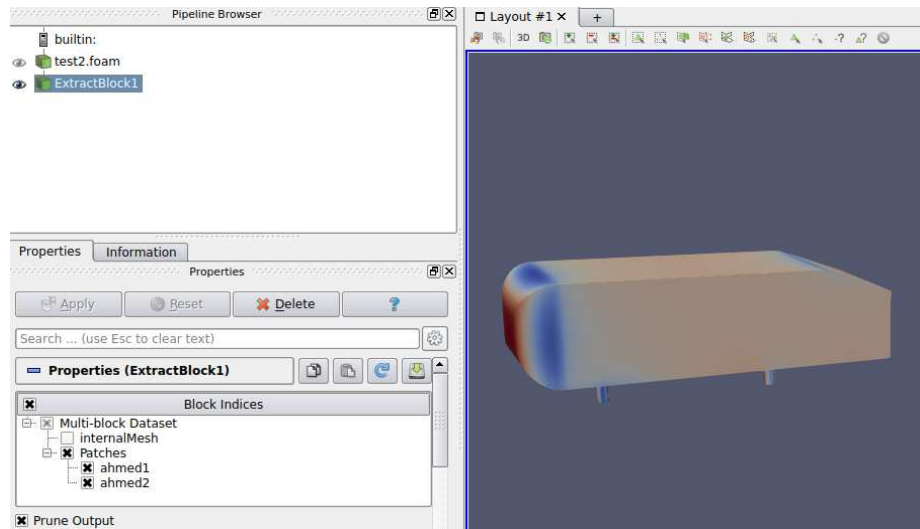 Pipeline Browser
builtin:
test2.foam
ExtractBlock1
Properties Information
Properties
Apply Reset Delete ?
Search ... (use Esc to clear text)
Properties (ExtractBlock1)
Block Indices
Multi-block Dataset
internalMesh
Patches
ahmed1
ahmed2
Prune Output
Layout #1 × +
3D ? ?